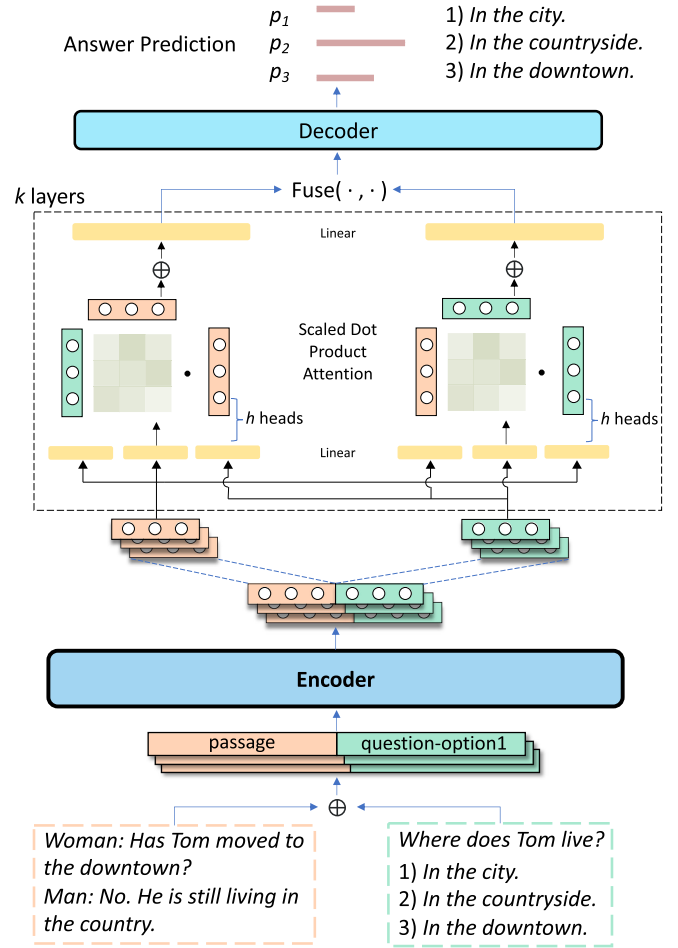 p1
1) In the city.
Answer Prediction
p2
2) In the countryside.
p3
3) In the downtown.
Decoder
k layers
Fuse( · , · )
Linear
Scaled Dot
Product
Attention
h heads
h heads
Linear
Encoder
passage
question-option1
Woman: Has Tom moved to
the downtown?
Man: No. He is still living in
the country.
Where does Tom live?
1) In the city.
2) In the countryside.
3) In the downtown.